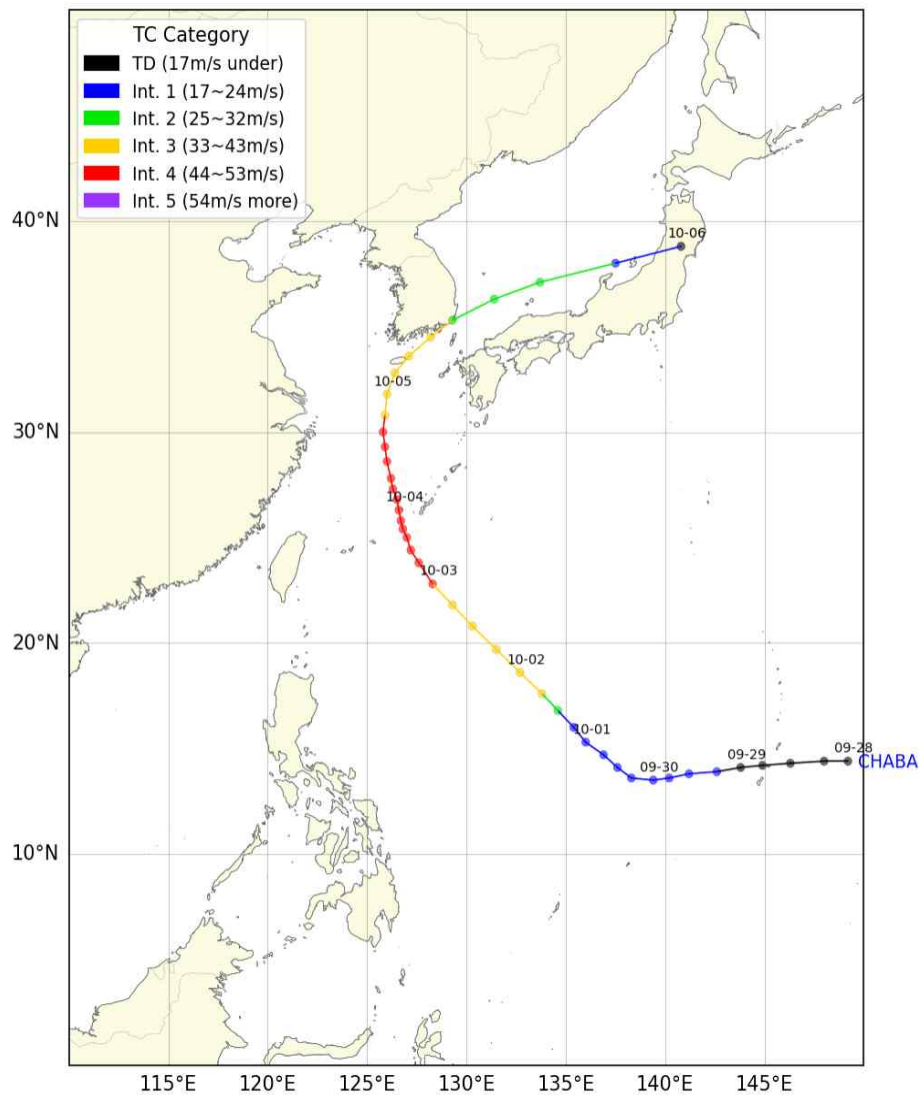 TC Category
TD (17m/s under)
Int. 1 (17~24m/s)
Int. 2 (25~32m/s)
Int. 3 (33~43m/s)
Int. 4 (44~53m/s)
Int. 5 (54m/s more)
40°N
30°N
20°N
10°N
10-06
10-05
10-04
10-03
10-02
10-01
09-30
09-29
09-28
CHABA
115°E
120°E
125°E
130°E
135°E
140°E
145°E